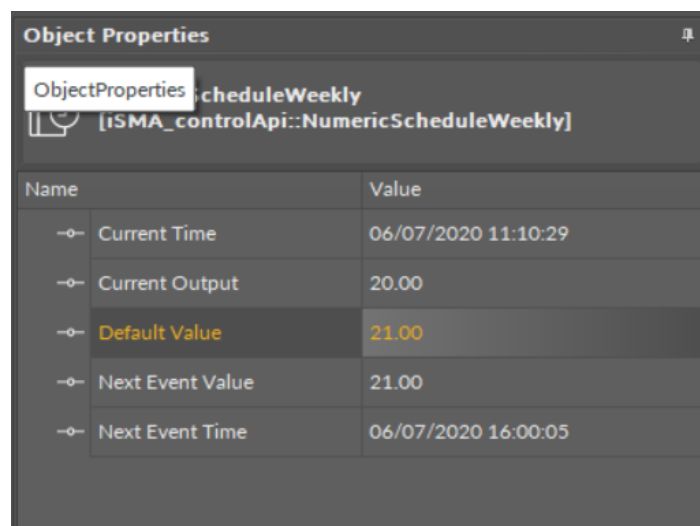 Object Properties
ObjectProperties
cheduleWeekly
[iSMA_controlApi::NumericScheduleWeekly]
Name Value
Current Time 06/07/2020 11:10:29
Current Output 20.00
Default Value 21.00
Next Event Value 21.00
Next Event Time 06/07/2020 16:00:05